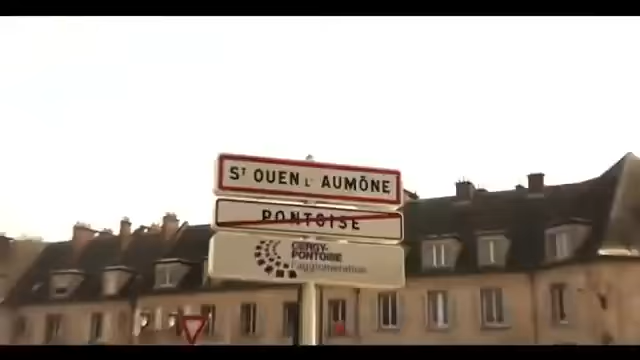 Sᵀ OUEN L' AUMÔNE
PONTOISE
CERGY-
PONTOISE
l'agglomération